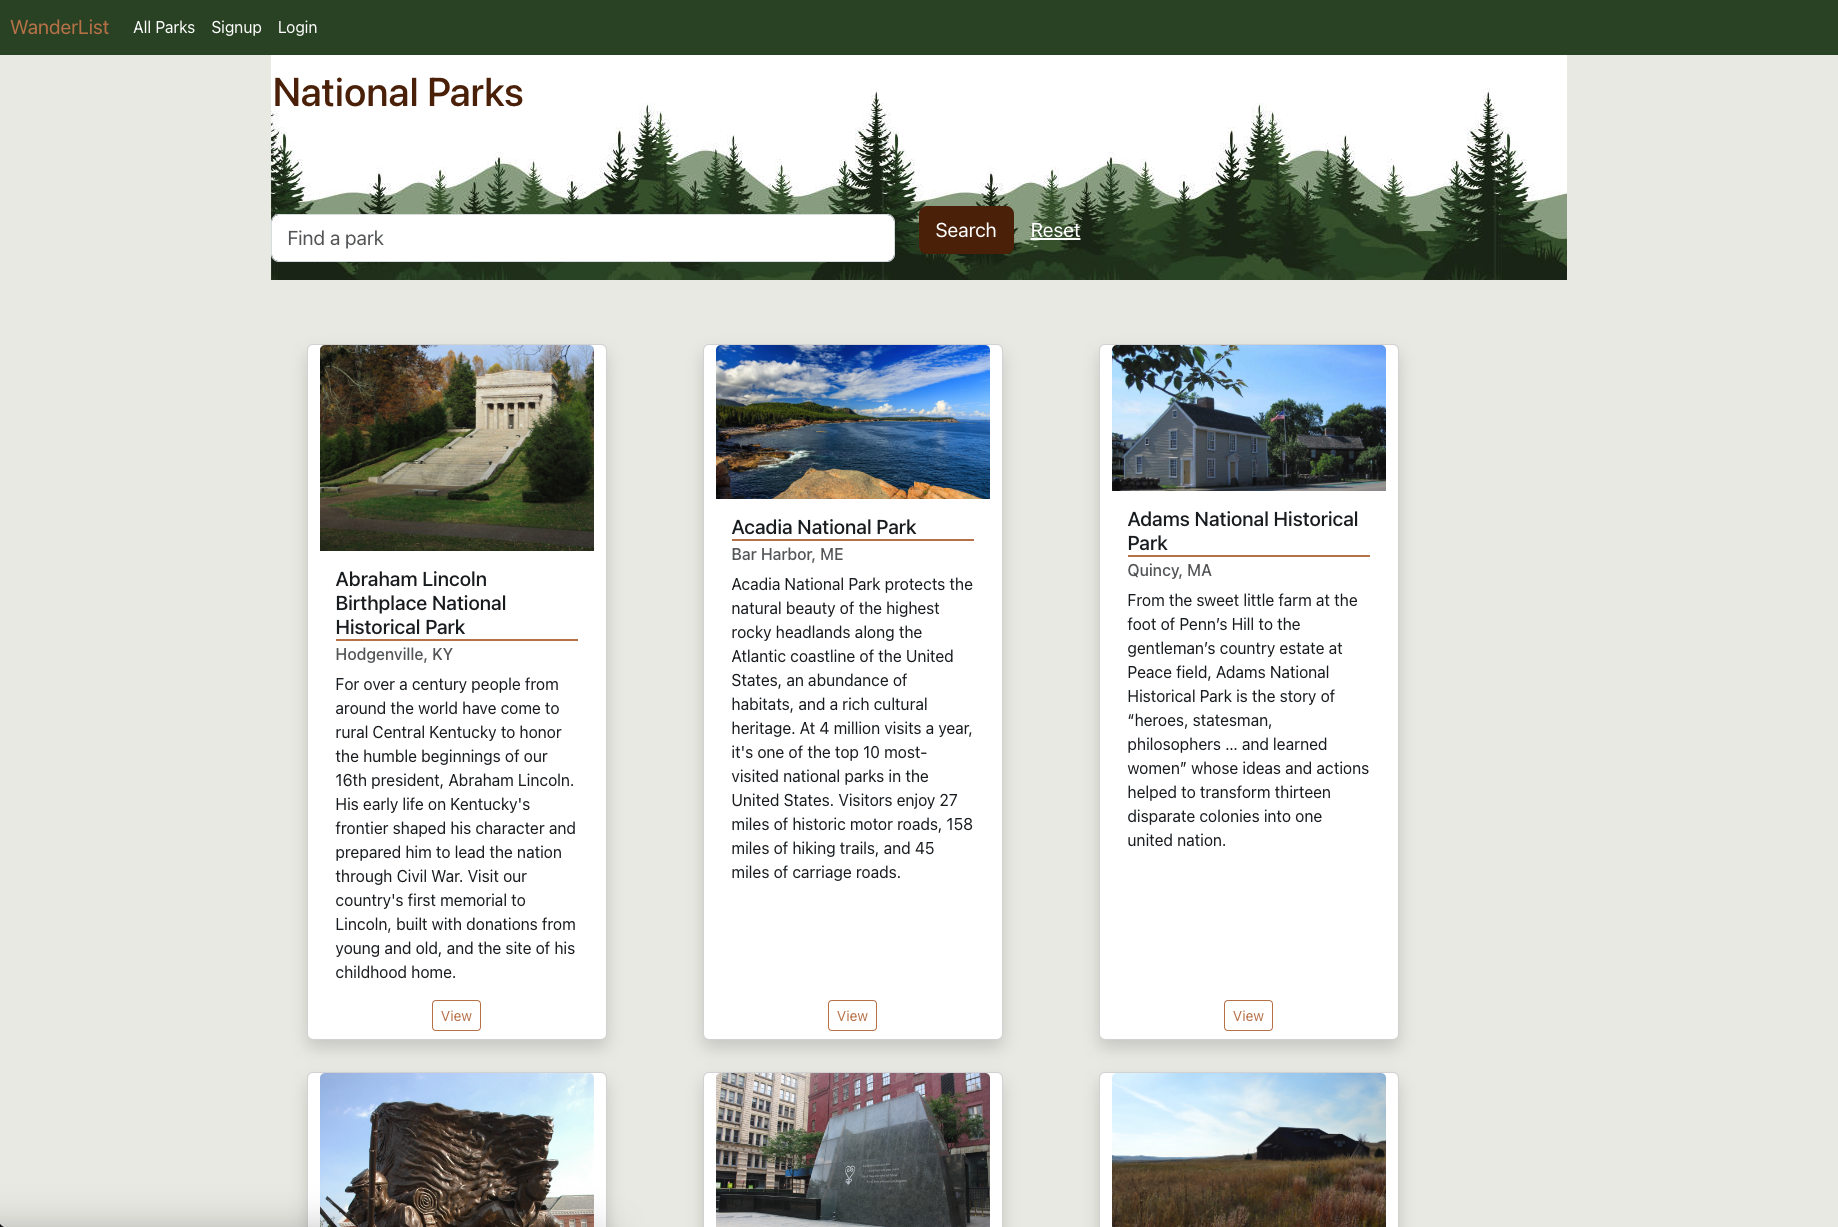 WanderList All Parks Signup Login
National Parks
Find a park
Search Reset
Abraham Lincoln
Birthplace National
Historical Park
Hodgenville, KY
For over a century people from
around the world have come to
rural Central Kentucky to honor
the humble beginnings of our
16th president, Abraham Lincoln.
His early life on Kentucky's
frontier shaped his character and
prepared him to lead the nation
through Civil War. Visit our
country's first memorial to
Lincoln, built with donations from
young and old, and the site of his
childhood home.
View
Acadia National Park
Bar Harbor, ME
Acadia National Park protects the
natural beauty of the highest
rocky headlands along the
Atlantic coastline of the United
States, an abundance of
habitats, and a rich cultural
heritage. At 4 million visits a year,
it's one of the top 10 most-
visited national parks in the
United States. Visitors enjoy 27
miles of historic motor roads, 158
miles of hiking trails, and 45
miles of carriage roads.
View
Adams National Historical
Park
Quincy, MA
From the sweet little farm at the
foot of Penn’s Hill to the
gentleman’s country estate at
Peace field, Adams National
Historical Park is the story of
“heroes, statesman,
philosophers ... and learned
women” whose ideas and actions
helped to transform thirteen
disparate colonies into one
united nation.
View